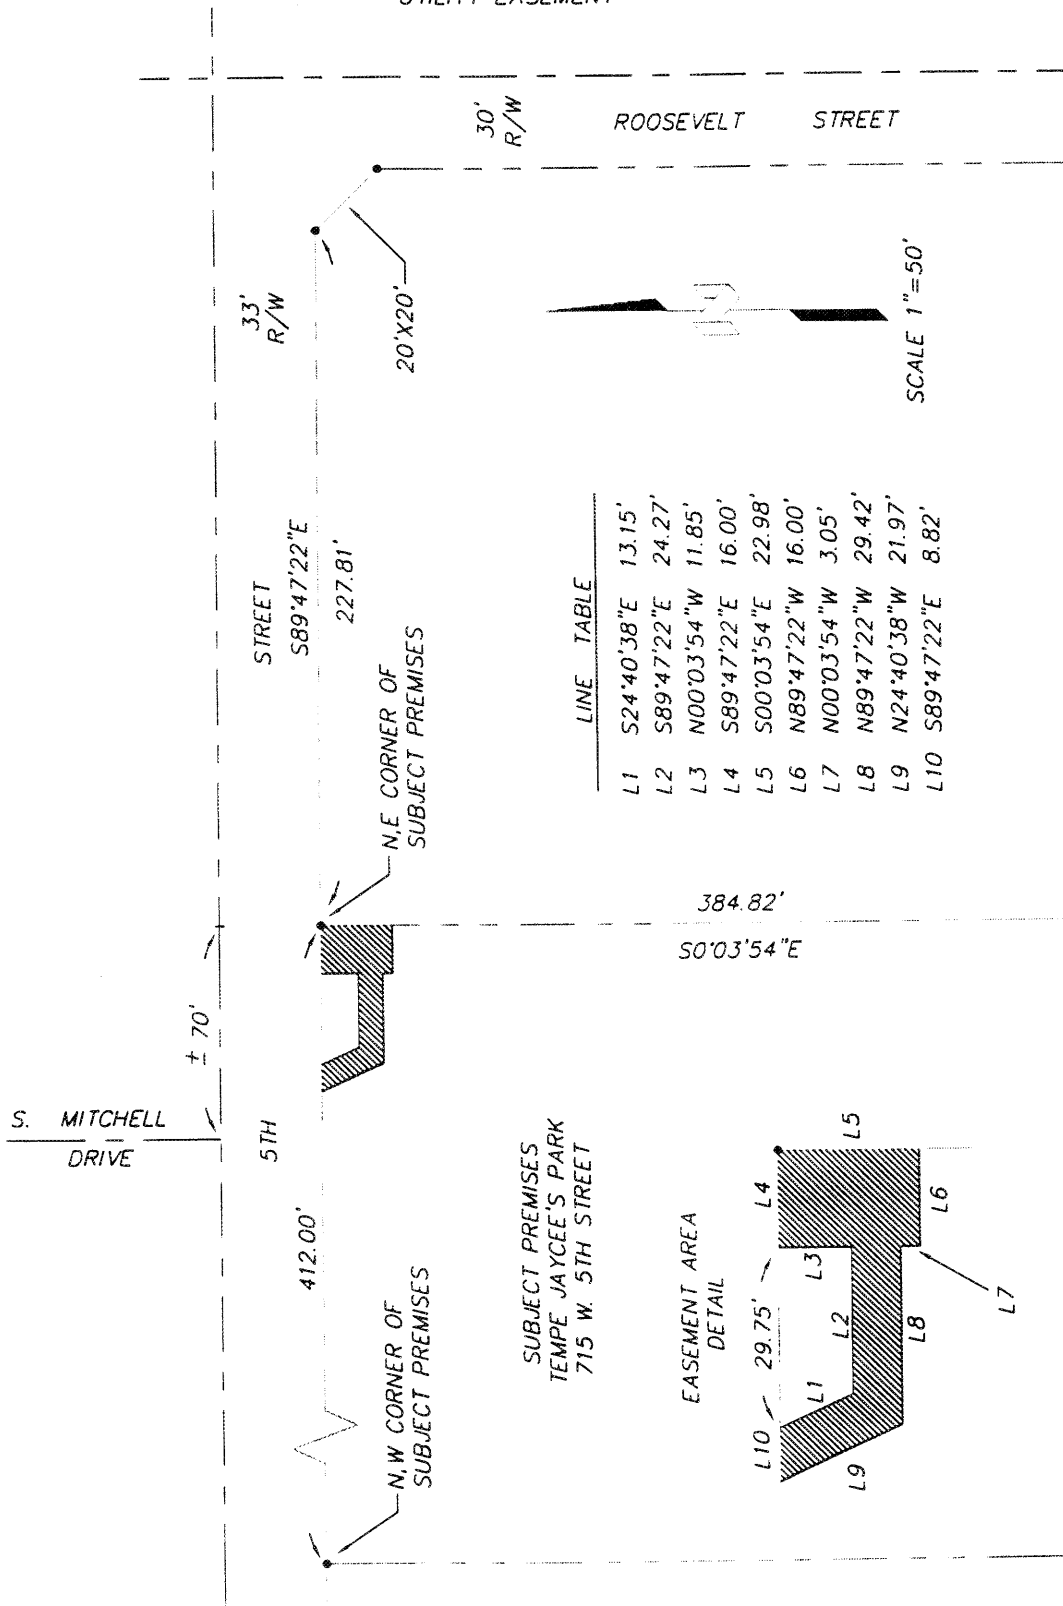 UTILITY EASEMENT
30'
R/W
ROOSEVELT STREET
33'
R/W
20'X20'
SCALE 1"=50'
STREET
S89°47'22"E
227.81'
N.E CORNER OF
SUBJECT PREMISES
LINE TABLE
L1 S24°40'38"E 13.15'
L2 S89°47'22"E 24.27'
L3 N00°03'54"W 11.85'
L4 S89°47'22"E 16.00'
L5 S00°03'54"E 22.98'
L6 N89°47'22"W 16.00'
L7 N00°03'54"W 3.05'
L8 N89°47'22"W 29.42'
L9 N24°40'38"W 21.97'
L10 S89°47'22"E 8.82'
384.82'
S0°03'54"E
± 70'
S. MITCHELL
DRIVE
5TH
412.00'
N.W CORNER OF
SUBJECT PREMISES
SUBJECT PREMISES
TEMPE JAYCEE'S PARK
715 W. 5TH STREET
EASEMENT AREA
DETAIL
L10
29.75'
L4
L1
L2
L3
L5
L9
L8
L6
L7